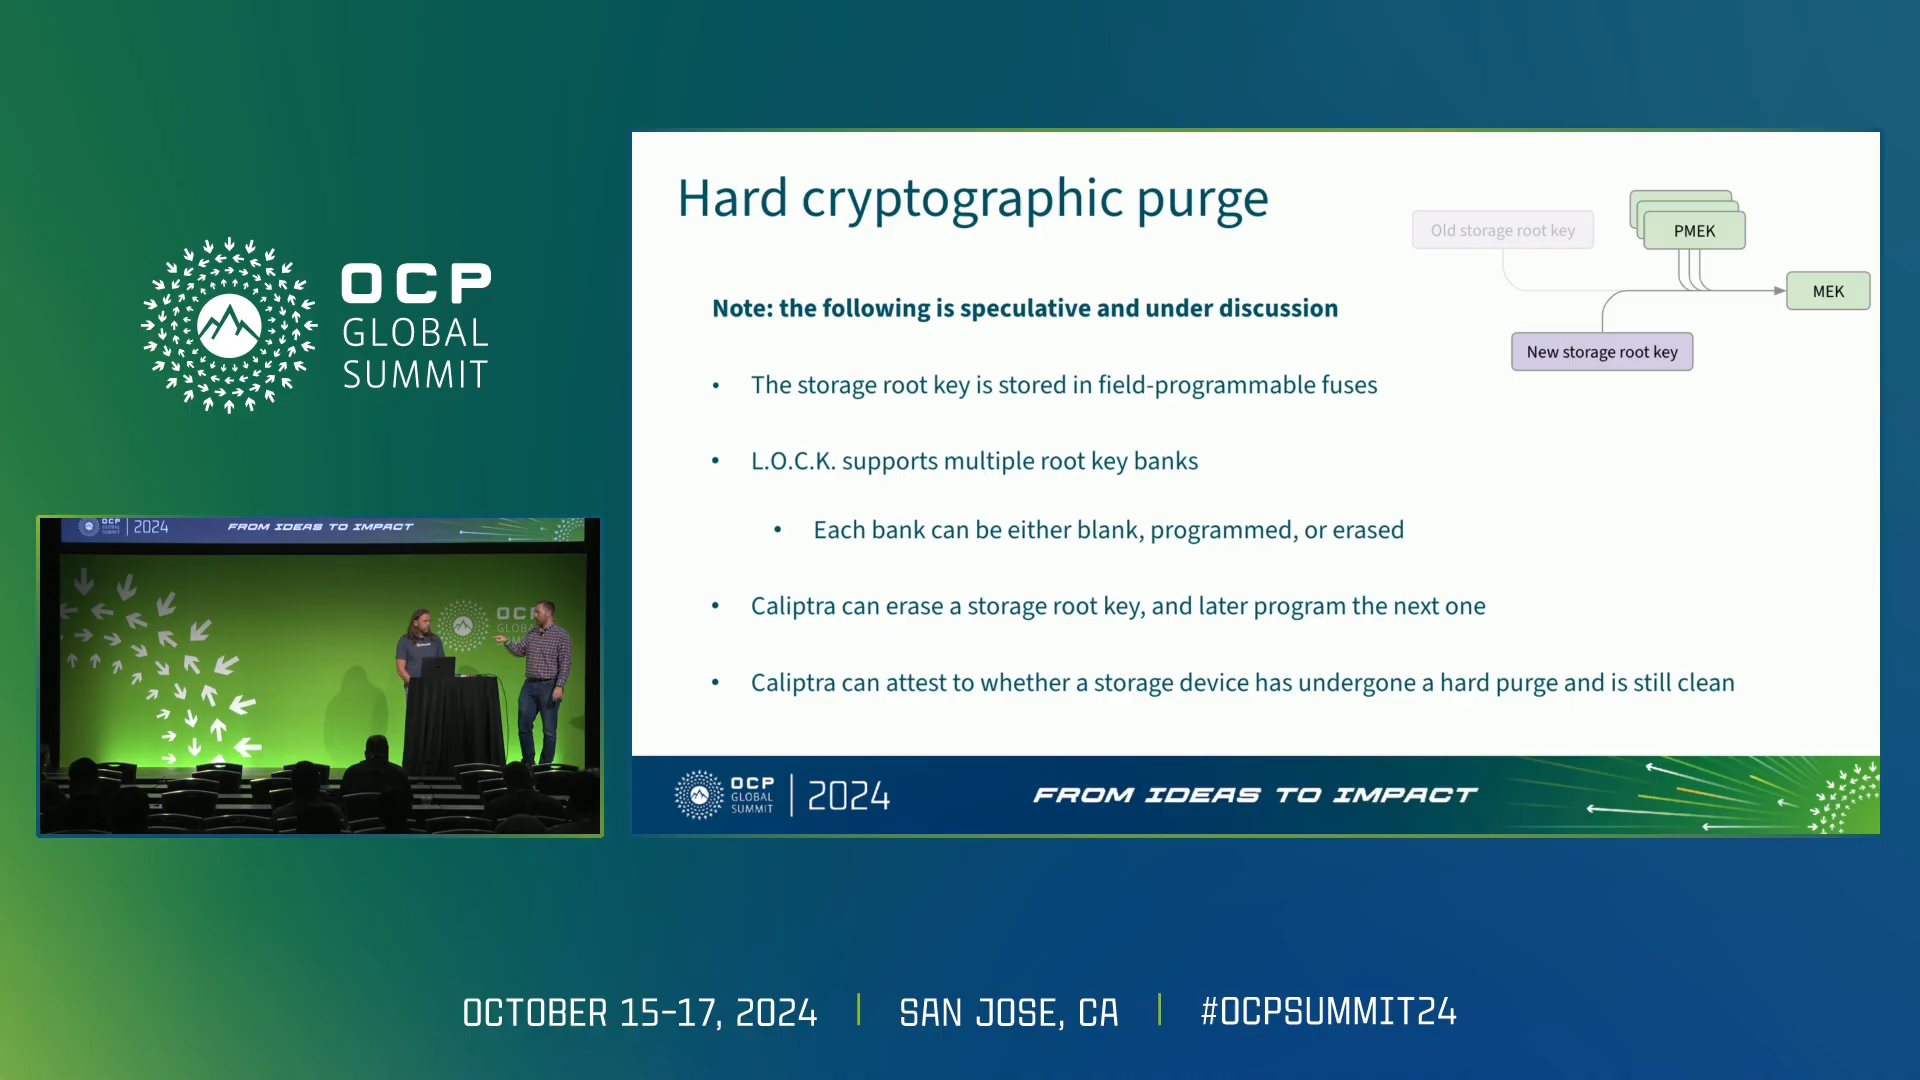 OCP
GLOBAL
SUMMIT
Hard cryptographic purge
Old storage root key
PMEK
MEK
New storage root key
Note: the following is speculative and under discussion
• The storage root key is stored in field-programmable fuses
• L.O.C.K. supports multiple root key banks
• Each bank can be either blank, programmed, or erased
• Caliptra can erase a storage root key, and later program the next one
• Caliptra can attest to whether a storage device has undergone a hard purge and is still clean
OCP
GLOBAL
SUMMIT
2024
FROM IDEAS TO IMPACT
OCP
SUMMIT
2024
FROM IDEAS TO IMPACT
OCP
OCTOBER 15-17, 2024
SAN JOSE, CA
#OCPSUMMIT24